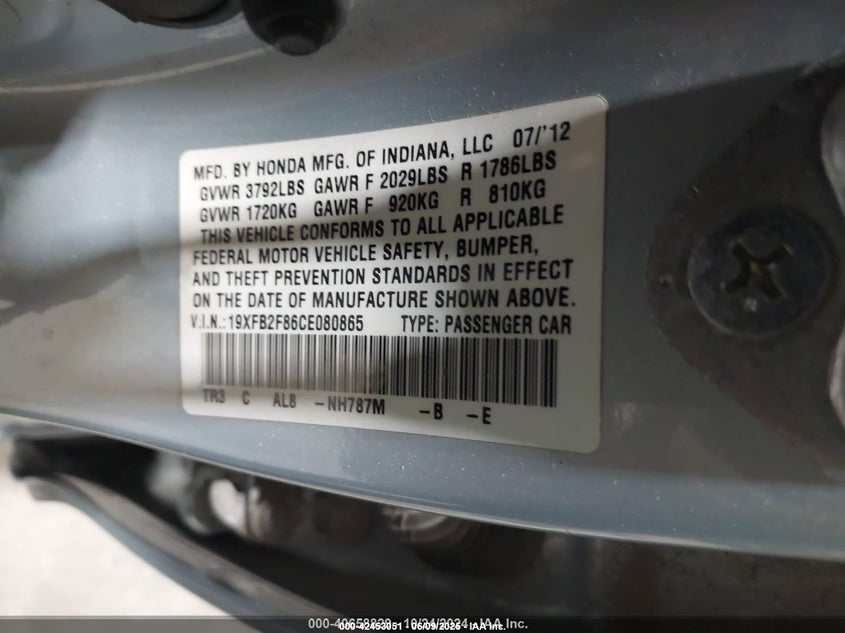 MFD. BY HONDA MFG. OF INDIANA, LLC 07/'12
GVWR 3792LBS GAWR F 2029LBS R 1786LBS
GVWR 1720KG GAWR F 920KG R 810KG
THIS VEHICLE CONFORMS TO ALL APPLICABLE
FEDERAL MOTOR VEHICLE SAFETY, BUMPER,
AND THEFT PREVENTION STANDARDS IN EFFECT
ON THE DATE OF MANUFACTURE SHOWN ABOVE.
V.I.N.:19XFB2F86CE080865 TYPE: PASSENGER CAR
TR3 C AL8 -NH787M -B -E
IAA Inc.